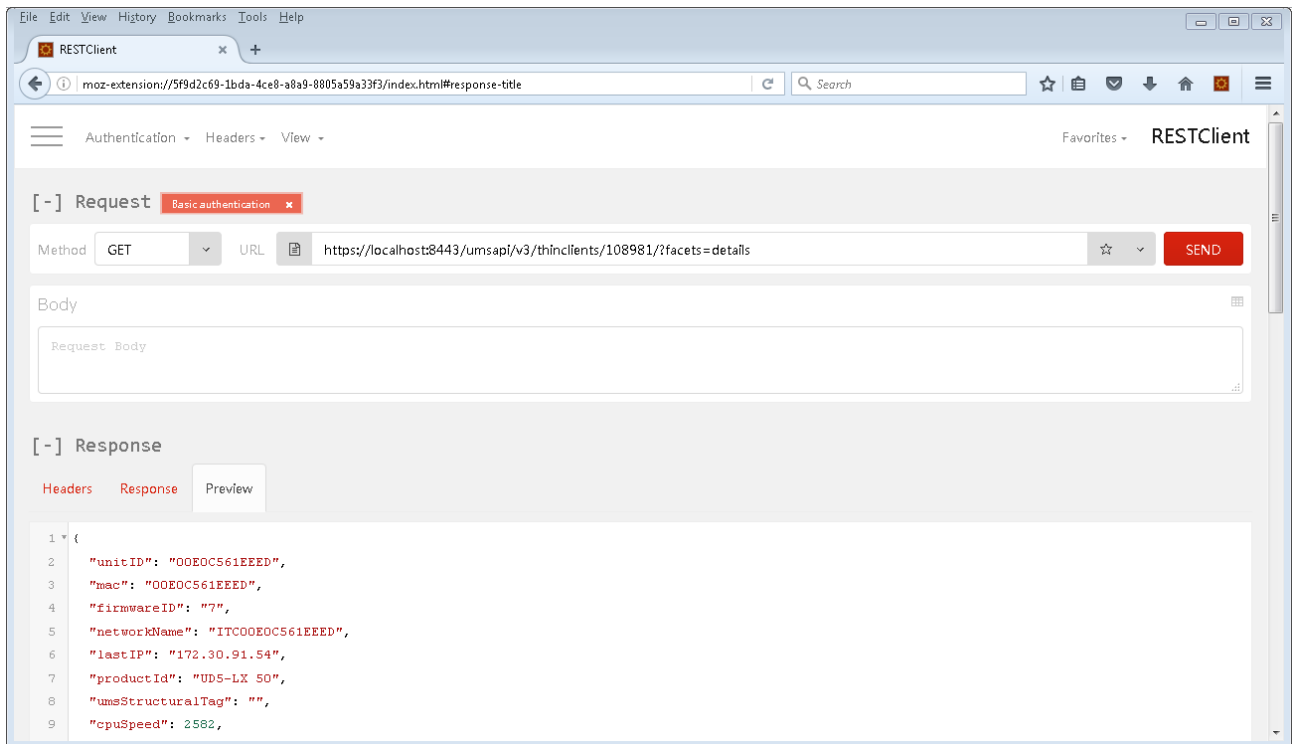 File Edit View History Bookmarks Tools Help
RESTClient
moz-extension://5f9d2c69-1bda-4ce8-a8a9-8805a59a33f3/index.html#response-title
Search
Authentication Headers View Favorites RESTClient
[-] Request Basic authentication
Method GET URL https://localhost:8443/umsapi/v3/thinclients/108981/?facets=details SEND
Body
Request Body
[-] Response
Headers Response Preview
1 {
2 "unitID": "00E0C561EEED",
3 "mac": "00E0C561EEED",
4 "firmwareID": "7",
5 "networkName": "ITC00E0C561EEED",
6 "lastIP": "172.30.91.54",
7 "productId": "UD5-LX 50",
8 "umsStructuralTag": "",
9 "cpuSpeed": 2582,